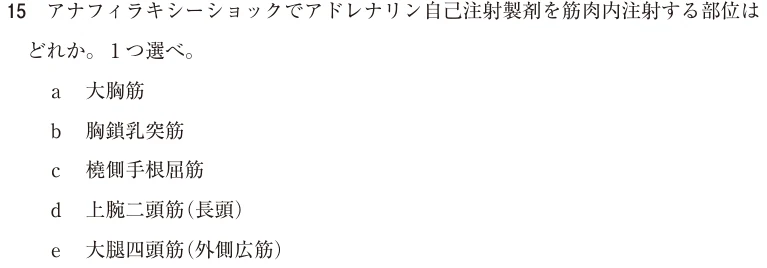 15 アナフィラキシーショックでアドレナリン自己注射製剤を筋肉内注射する部位は
どれか。1つ選べ。
a 大胸筋
b 胸鎖乳突筋
c 橈側手根屈筋
d 上腕二頭筋(長頭)
e 大腿四頭筋(外側広筋)